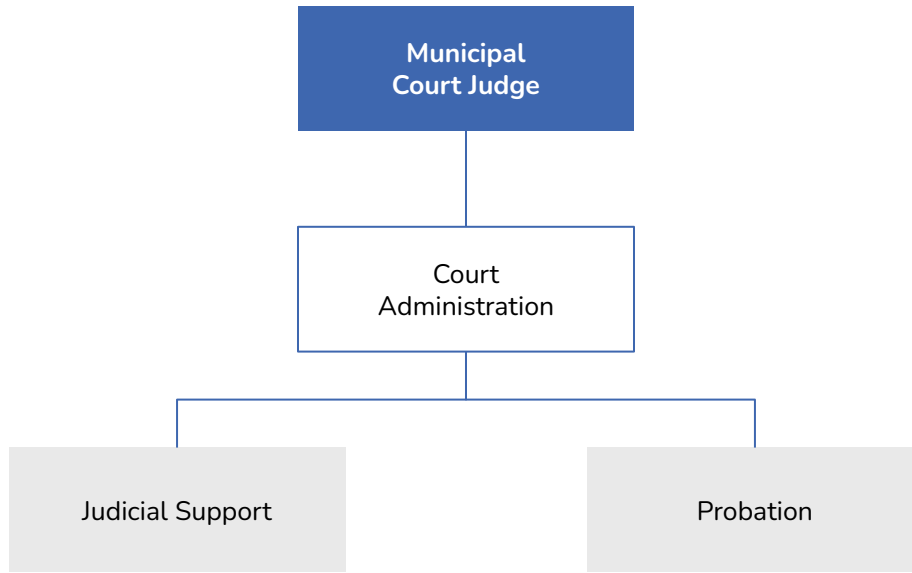 Municipal
Court Judge
Court
Administration
Judicial Support
Probation